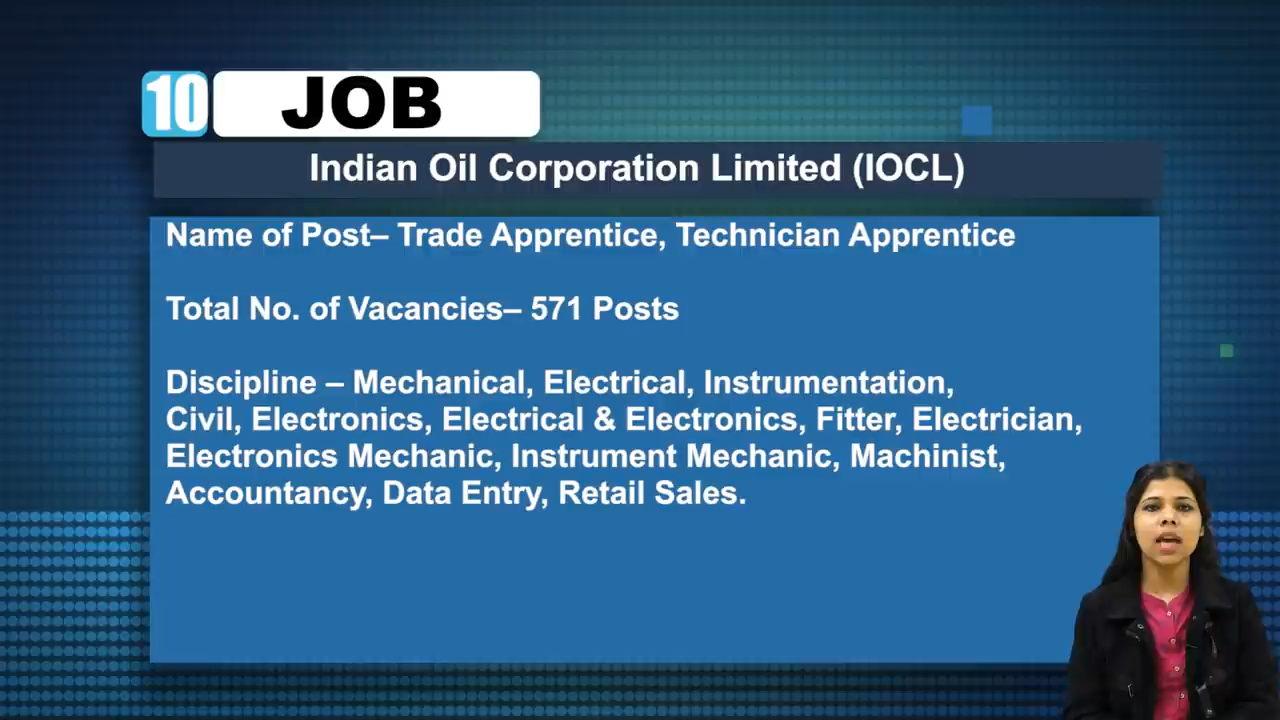 10 JOB
Indian Oil Corporation Limited (IOCL)
Name of Post– Trade Apprentice, Technician Apprentice
Total No. of Vacancies– 571 Posts
Discipline – Mechanical, Electrical, Instrumentation,
Civil, Electronics, Electrical & Electronics, Fitter, Electrician,
Electronics Mechanic, Instrument Mechanic, Machinist,
Accountancy, Data Entry, Retail Sales.